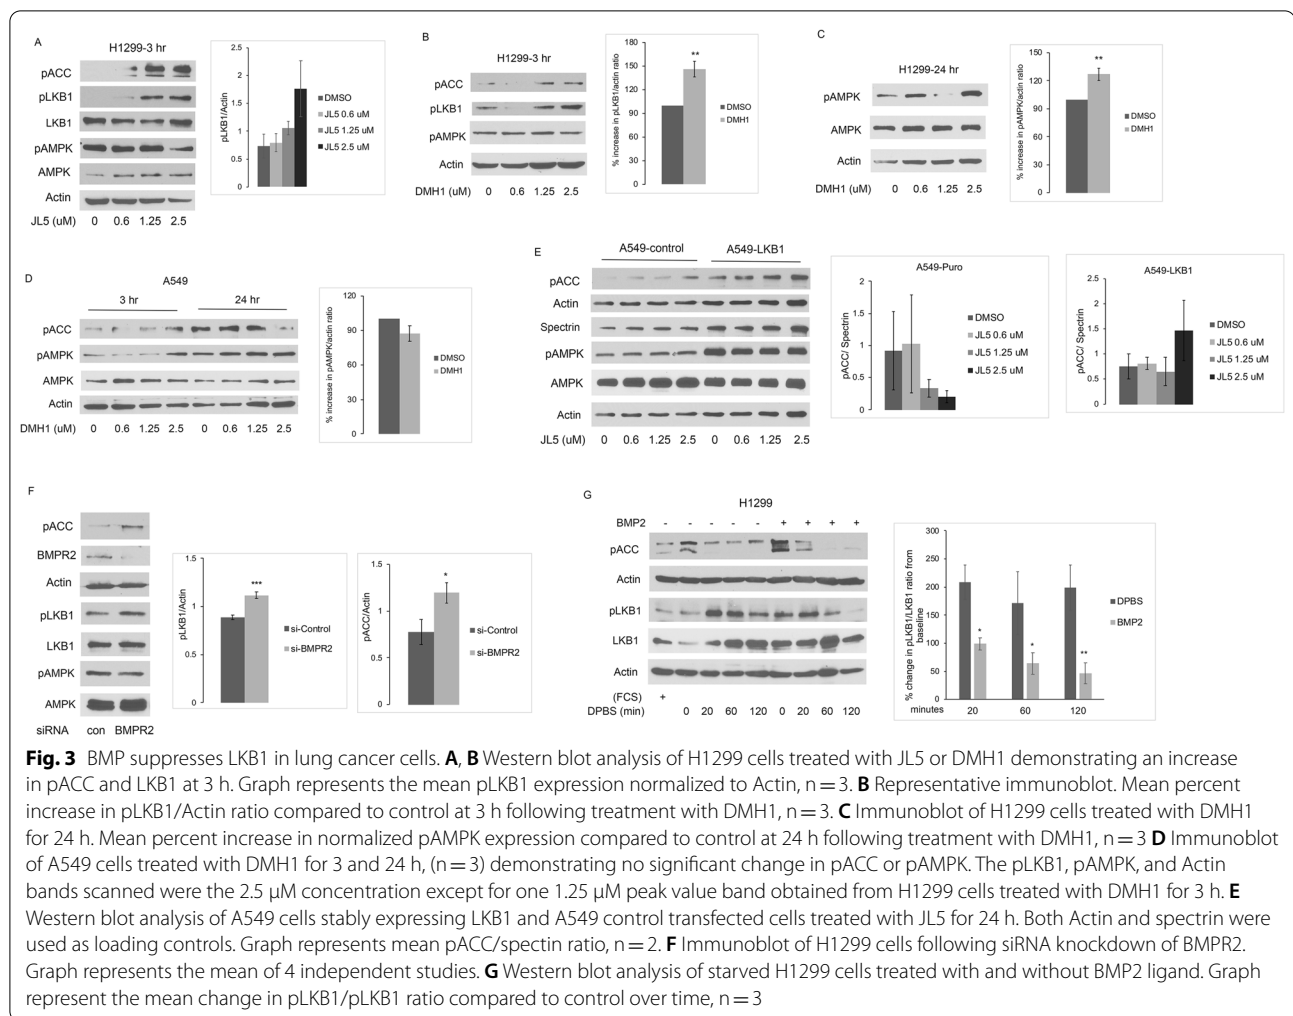 A
H1299-3 hr
pACC
pLKB1
LKB1
pAMPK
AMPK
Actin
JL5 (uM) 0 0.6 1.25 2.5
pLKB1/Actin
2.5
2
1.5
1
0.5
0
DMSO
JL5 0.6 uM
JL5 1.25 uM
JL5 2.5 uM
B
H1299-3 hr
pACC
pLKB1
pAMPK
Actin
DMH1 (uM) 0 0.6 1.25 2.5
% increase in pLKB1/actin ratio
180
150
120
90
60
30
0
**
DMSO
DMH1
C
H1299-24 hr
pAMPK
AMPK
Actin
DMH1 (uM) 0 0.6 1.25 2.5
% increase in pAMPK/actin ratio
150
120
90
60
30
0
**
DMSO
DMH1
D
A549
3 hr 24 hr
pACC
pAMPK
AMPK
Actin
DMH1 (uM) 0 0.6 1.25 2.5 0 0.6 1.25 2.5
% increase in pAMPK/actin ratio
120
90
60
30
0
DMSO
DMH1
E
A549-control A549-LKB1
pACC
Actin
Spectrin
pAMPK
AMPK
Actin
JL5 (uM) 0 0.6 1.25 2.5 0 0.6 1.25 2.5
A549-Puro
pACC/ Spectrin
2
1.5
1
0.5
0
DMSO
JL5 0.6 uM
JL5 1.25 uM
JL5 2.5 uM
A549-LKB1
pACC/ Spectrin
2.5
2
1.5
1
0.5
0
DMSO
JL5 0.6 uM
JL5 1.25 uM
JL5 2.5 uM
F
pACC
BMPR2
Actin
pLKB1
LKB1
pAMPK
AMPK
siRNA con BMPR2
pLKB1/Actin
1.5
1
0.5
0
***
si-Control
si-BMPR2
pACC/Actin
1.5
1
0.5
0
*
si-Control
si-BMPR2
G
H1299
BMP2 - - - - - + + + +
pACC
Actin
pLKB1
LKB1
Actin
(FCS) +
DPBS (min) 0 20 60 120 0 20 60 120
% change in pLKB1/LKB1 ratio from
baseline
300
250
200
150
100
50
0
*
*
**
minutes 20 60 120
DPBS
BMP2
Fig. 3 BMP suppresses LKB1 in lung cancer cells. A, B Western blot analysis of H1299 cells treated with JL5 or DMH1 demonstrating an increase
in pACC and LKB1 at 3 h. Graph represents the mean pLKB1 expression normalized to Actin, n = 3. B Representative immunoblot. Mean percent
increase in pLKB1/Actin ratio compared to control at 3 h following treatment with DMH1, n = 3. C Immunoblot of H1299 cells treated with DMH1
for 24 h. Mean percent increase in normalized pAMPK expression compared to control at 24 h following treatment with DMH1, n = 3 D Immunoblot
of A549 cells treated with DMH1 for 3 and 24 h, (n = 3) demonstrating no significant change in pACC or pAMPK. The pLKB1, pAMPK, and Actin
bands scanned were the 2.5 µM concentration except for one 1.25 µM peak value band obtained from H1299 cells treated with DMH1 for 3 h. E
Western blot analysis of A549 cells stably expressing LKB1 and A549 control transfected cells treated with JL5 for 24 h. Both Actin and spectrin were
used as loading controls. Graph represents mean pACC/spectin ratio, n = 2. F Immunoblot of H1299 cells following siRNA knockdown of BMPR2.
Graph represents the mean of 4 independent studies. G Western blot analysis of starved H1299 cells treated with and without BMP2 ligand. Graph
represent the mean change in pLKB1/pLKB1 ratio compared to control over time, n = 3